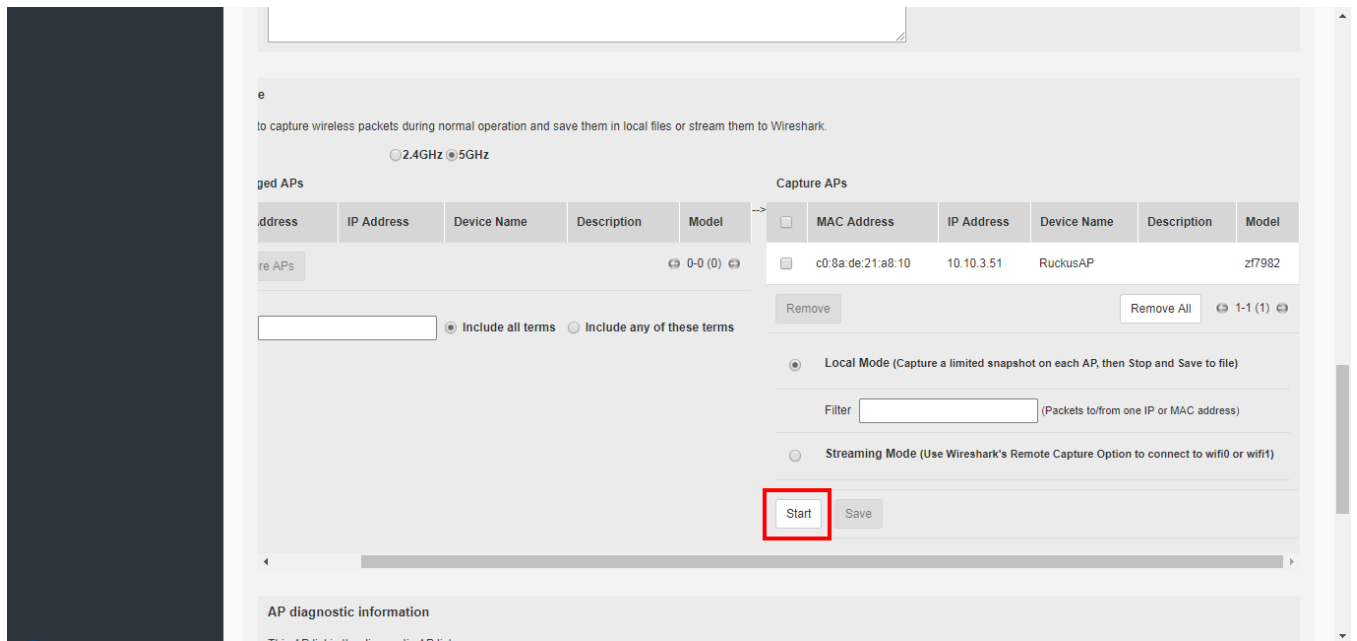 e
to capture wireless packets during normal operation and save them in local files or stream them to Wireshark.
2.4GHz 5GHz
ged APs
Address IP Address Device Name Description Model
re APs 0-0 (0)
Include all terms Include any of these terms
-->
Capture APs
MAC Address IP Address Device Name Description Model
c0:8a:de:21:a8:10 10.10.3.51 RuckusAP zf7982
Remove Remove All 1-1 (1)
Local Mode (Capture a limited snapshot on each AP, then Stop and Save to file)
Filter (Packets to/from one IP or MAC address)
Streaming Mode (Use Wireshark's Remote Capture Option to connect to wifi0 or wifi1)
Start Save
AP diagnostic information